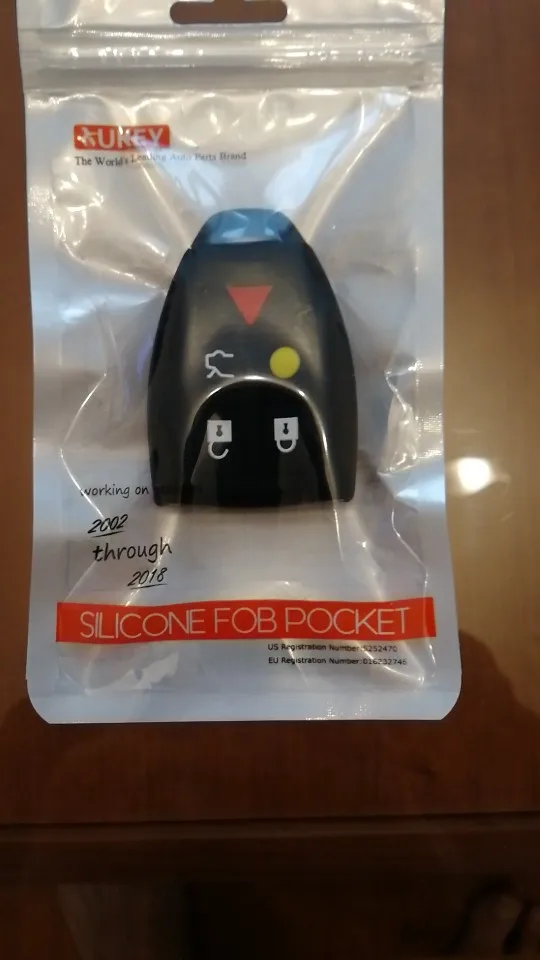 UKEY
The World's Leading Auto Parts Brand
working on
2002
through
2018
SILICONE FOB POCKET
US Registration Number:5252470
EU Registration Number:016232746